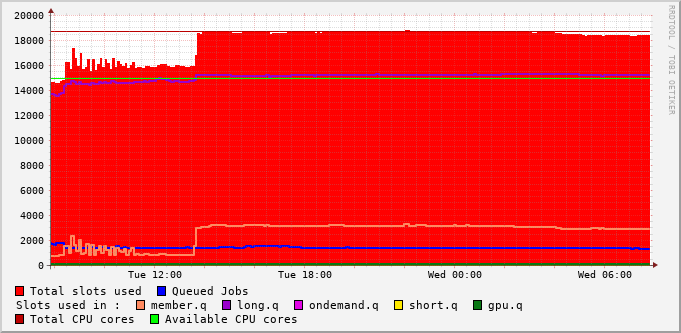 20000
18000
16000
14000
12000
10000
8000
6000
4000
2000
0
Tue 12:00 Tue 18:00 Wed 00:00 Wed 06:00
RRDTOOL / TOBI OETIKER
Total slots used Queued Jobs
Slots used in : member.q long.q ondemand.q short.q gpu.q
Total CPU cores Available CPU cores